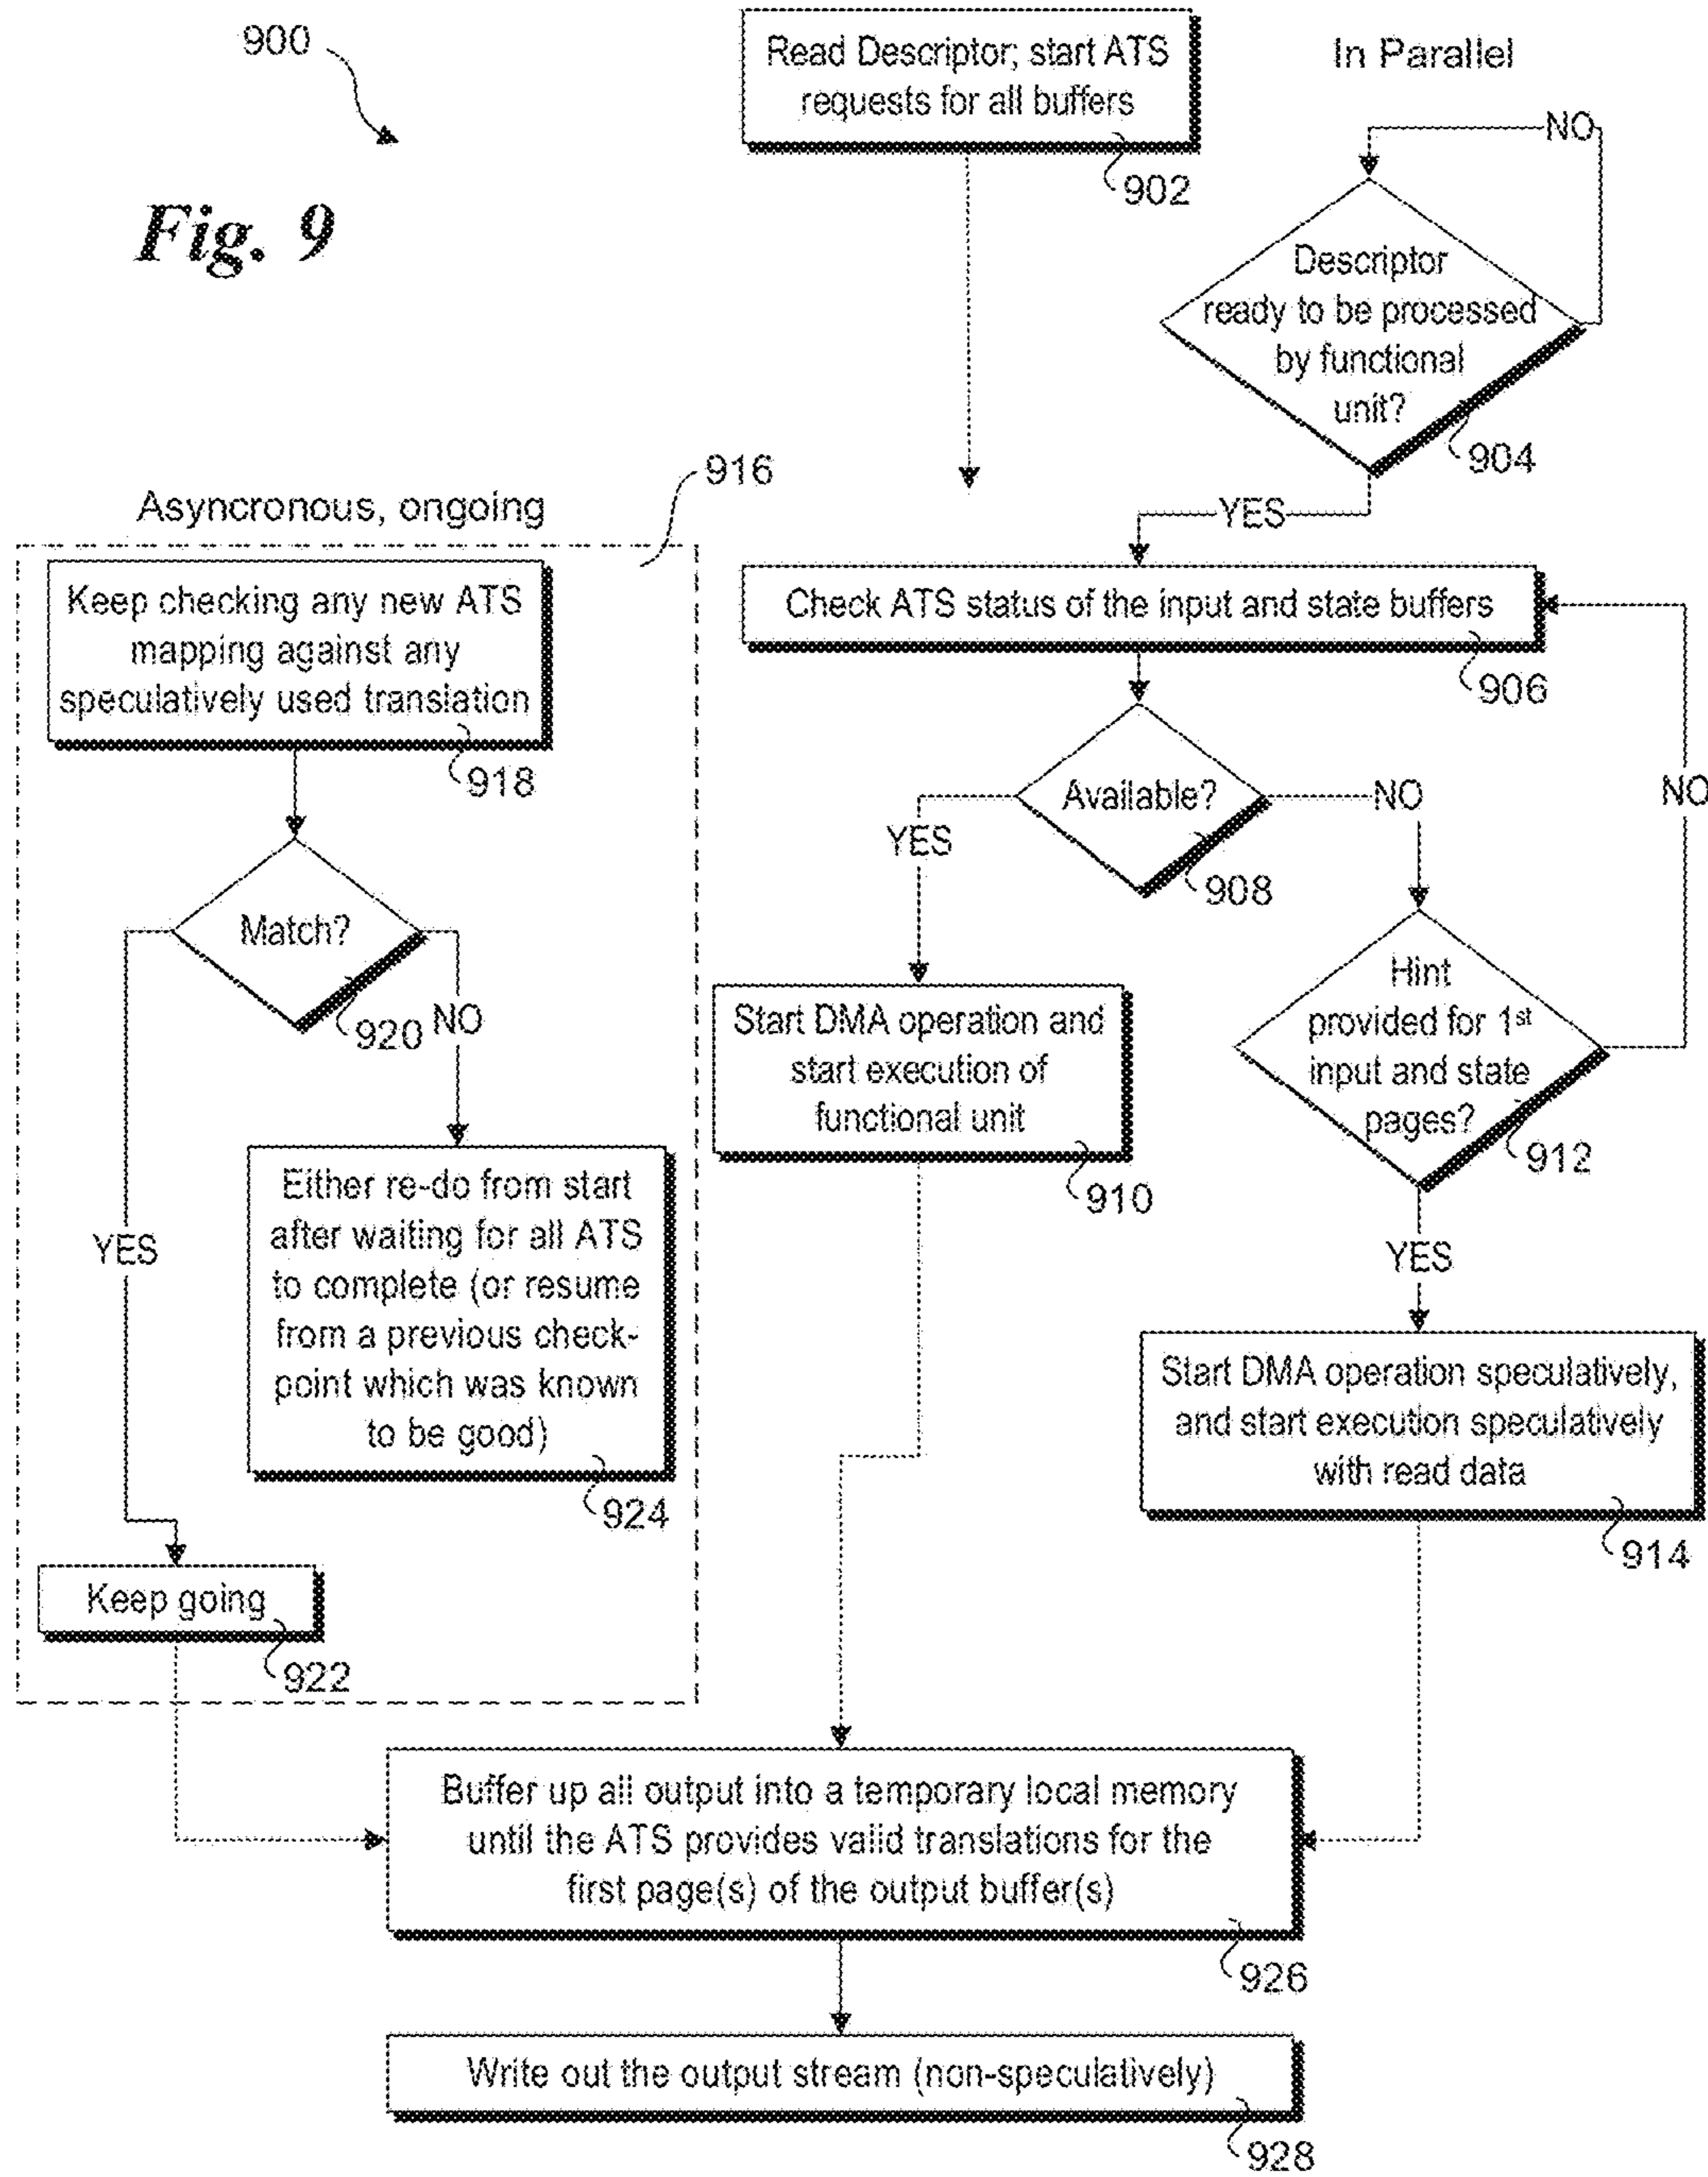 900
Fig. 9
Read Descriptor; start ATS
requests for all buffers
902
In Parallel
NO
Descriptor
ready to be processed
by functional
unit?
904
YES
Asyncronous, ongoing
916
Keep checking any new ATS
mapping against any
speculatively used translation
918
Match?
920
NO
YES
Either re-do from start
after waiting for all ATS
to complete (or resume
from a previous check-
point which was known
to be good)
924
Keep going
922
Check ATS status of the input and state buffers
906
Available?
908
YES
NO
NO
Start DMA operation and
start execution of
functional unit
910
Hint
provided for 1st
input and state
pages?
912
YES
Start DMA operation speculatively,
and start execution speculatively
with read data
914
Buffer up all output into a temporary local memory
until the ATS provides valid translations for the
first page(s) of the output buffer(s)
926
Write out the output stream (non-speculatively)
928